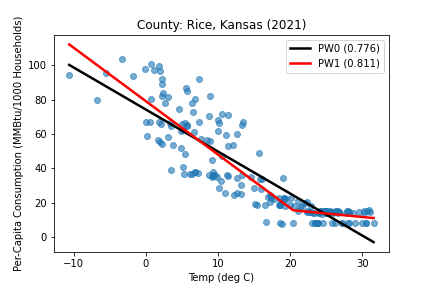 County: Rice, Kansas (2021)
PW0 (0.776)
PW1 (0.811)
Per-Capita Consumption (MMBtu/1000 Households)
100
80
60
40
20
0
−10 0 10 20 30
Temp (deg C)